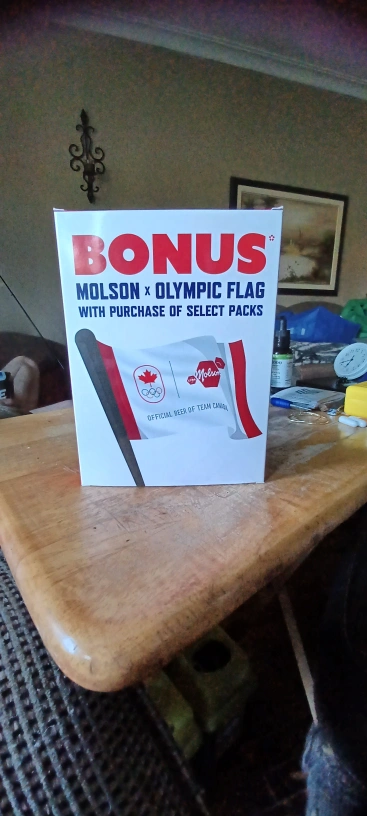 BONUS*
MOLSON x OLYMPIC FLAG
WITH PURCHASE OF SELECT PACKS
Molson
OFFICIAL BEER OF TEAM CANADA